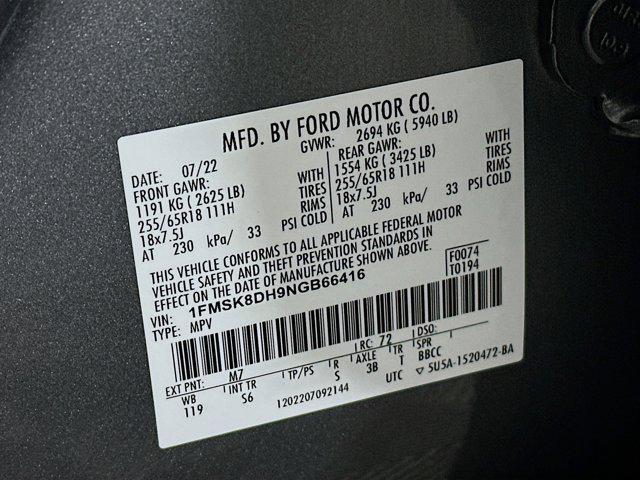 MFD. BY FORD MOTOR CO.
DATE: 07/22 GVWR: 2694 KG ( 5940 LB)
FRONT GAWR: REAR GAWR:
1191 KG ( 2625 LB) WITH 1554 KG ( 3425 LB) WITH
255/65R18 111H TIRES 255/65R18 111H TIRES
18x7.5J RIMS 18x7.5J RIMS
AT 230 kPa/ 33 PSI COLD AT 230 kPa/ 33 PSI COLD
THIS VEHICLE CONFORMS TO ALL APPLICABLE FEDERAL MOTOR
VEHICLE SAFETY AND THEFT PREVENTION STANDARDS IN
EFFECT ON THE DATE OF MANUFACTURE SHOWN ABOVE.
VIN: 1FMSK8DH9NGB66416 F0074
TYPE: MPV T0194
EXT PNT: M7 RC: 72 DSO:
WB INT TR TP/PS R AXLE TR SPR
119 S6 S 3B T BBCC
1202207092144 UTC ▽ 5U5A-1520472-BA